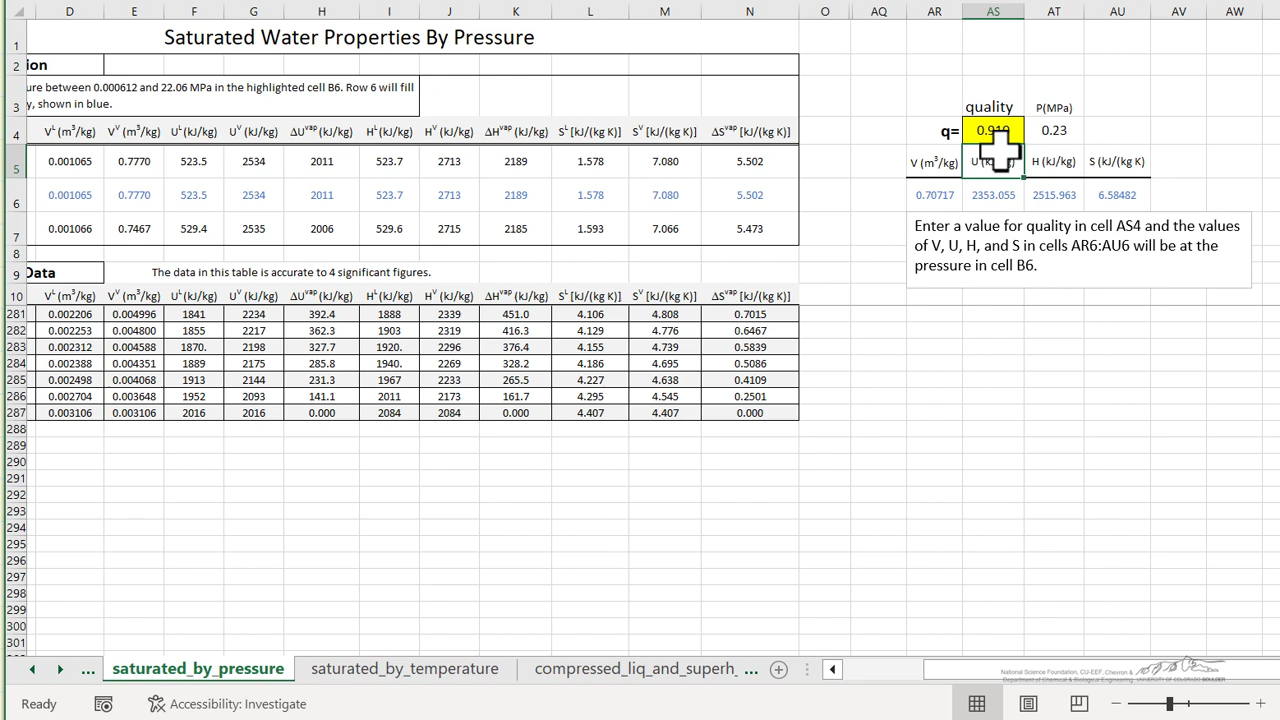 D E F G H I J K L M N O AQ AR AS AT AU AV AW
1 Saturated Water Properties By Pressure
2 ion
3 ure between 0.000612 and 22.06 MPa in the highlighted cell B6. Row 6 will fill
y, shown in blue.
quality P(MPa)
4 Vᴸ (m³/kg) Vⱽ (m³/kg) Uᴸ(kJ/kg) Uⱽ (kJ/kg) ΔUᵛᵃᵖ (kJ/kg) Hᴸ(kJ/kg) Hⱽ (kJ/kg) ΔHᵛᵃᵖ (kJ/kg) Sᴸ [kJ/(kg K)] Sⱽ [kJ/(kg K)] ΔSᵛᵃᵖ [kJ/(kg K)] q= 0.910 0.23
5 0.001065 0.7770 523.5 2534 2011 523.7 2713 2189 1.578 7.080 5.502 V (m³/kg) H (kJ/kg) S (kJ/(kg K)
6 0.001065 0.7770 523.5 2534 2011 523.7 2713 2189 1.578 7.080 5.502 0.70717 2353.055 2515.963 6.58482
7 0.001066 0.7467 529.4 2535 2006 529.6 2715 2185 1.593 7.066 5.473
Enter a value for quality in cell AS4 and the values
of V, U, H, and S in cells AR6:AU6 will be at the
pressure in cell B6.
8
9 Data The data in this table is accurate to 4 significant figures.
10 Vᴸ (m³/kg) Vⱽ (m³/kg) Uᴸ(kJ/kg) Uⱽ (kJ/kg) ΔUᵛᵃᵖ (kJ/kg) Hᴸ(kJ/kg) Hⱽ (kJ/kg) ΔHᵛᵃᵖ (kJ/kg) Sᴸ [kJ/(kg K)] Sⱽ [kJ/(kg K)] ΔSᵛᵃᵖ [kJ/(kg K)]
281 0.002206 0.004996 1841 2234 392.4 1888 2339 451.0 4.106 4.808 0.7015
282 0.002253 0.004800 1855 2217 362.3 1903 2319 416.3 4.129 4.776 0.6467
283 0.002312 0.004588 1870. 2198 327.7 1920. 2296 376.4 4.155 4.739 0.5839
284 0.002388 0.004351 1889 2175 285.8 1940. 2269 328.2 4.186 4.695 0.5086
285 0.002498 0.004068 1913 2144 231.3 1967 2233 265.5 4.227 4.638 0.4109
286 0.002704 0.003648 1952 2093 141.1 2011 2173 161.7 4.295 4.545 0.2501
287 0.003106 0.003106 2016 2016 0.000 2084 2084 0.000 4.407 4.407 0.000
288
289
290
291
292
293
294
295
296
297
298
299
300
301
... saturated_by_pressure saturated_by_temperature compressed_liq_and_superh_ ...
National Science Foundation, CU-EEF, Chevron &
Department of Chemical & Biological Engineering UNIVERSITY OF COLORADO BOULDER
Ready Accessibility: Investigate